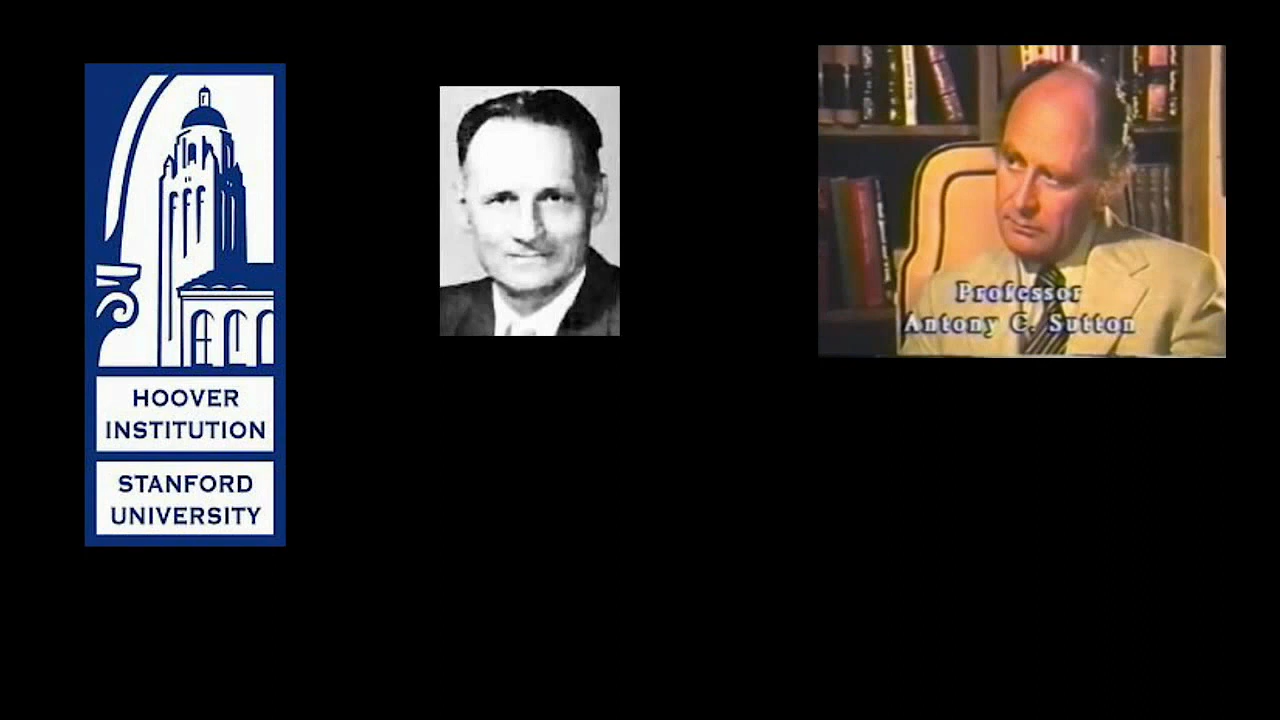 HOOVER
INSTITUTION
STANFORD
UNIVERSITY
Professor
Antony C. Sutton